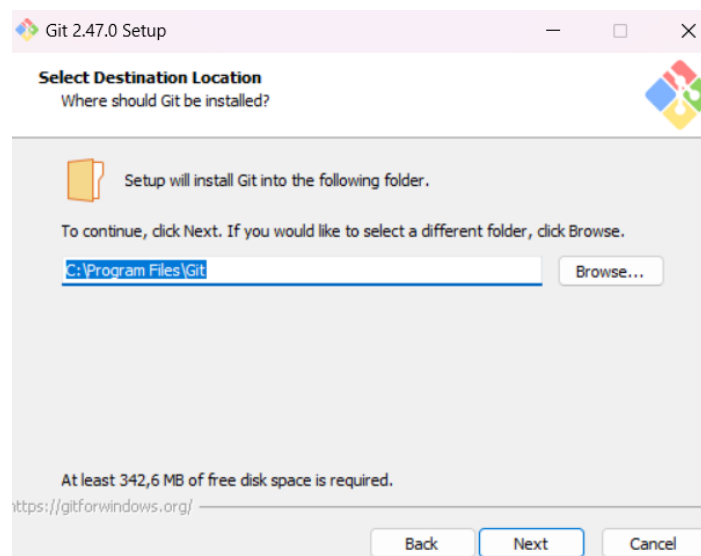 Git 2.47.0 Setup
Select Destination Location
Where should Git be installed?
Setup will install Git into the following folder.
To continue, click Next. If you would like to select a different folder, click Browse.
C:\Program Files\Git
Browse...
At least 342,6 MB of free disk space is required.
https://gitforwindows.org/
Back
Next
Cancel